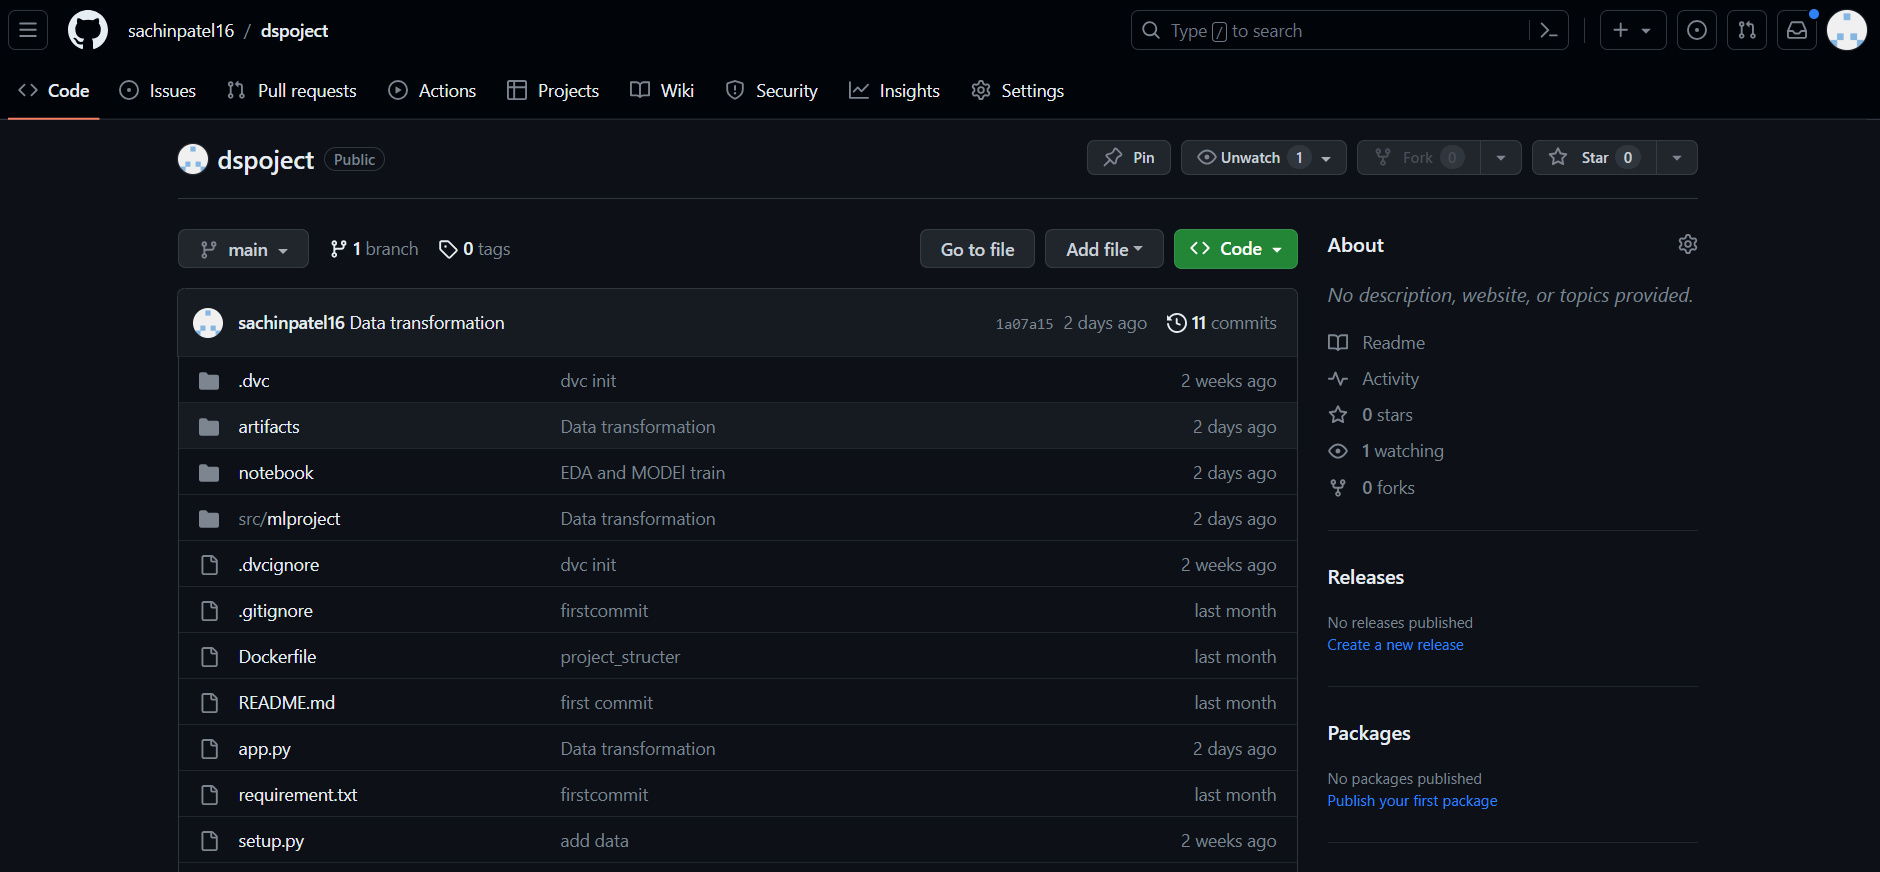 sachinpatel16 / dspoject
Type / to search
Code Issues Pull requests Actions Projects Wiki Security Insights Settings
dspoject Public
Pin Unwatch 1 Fork 0 Star 0
main 1 branch 0 tags Go to file Add file Code
sachinpatel16 Data transformation 1a07a15 2 days ago 11 commits
.dvc dvc init 2 weeks ago
artifacts Data transformation 2 days ago
notebook EDA and MODEl train 2 days ago
src/mlproject Data transformation 2 days ago
.dvcignore dvc init 2 weeks ago
.gitignore firstcommit last month
Dockerfile project_structer last month
README.md first commit last month
app.py Data transformation 2 days ago
requirement.txt firstcommit last month
setup.py add data 2 weeks ago
About
No description, website, or topics provided.
Readme
Activity
0 stars
1 watching
0 forks
Releases
No releases published
Create a new release
Packages
No packages published
Publish your first package